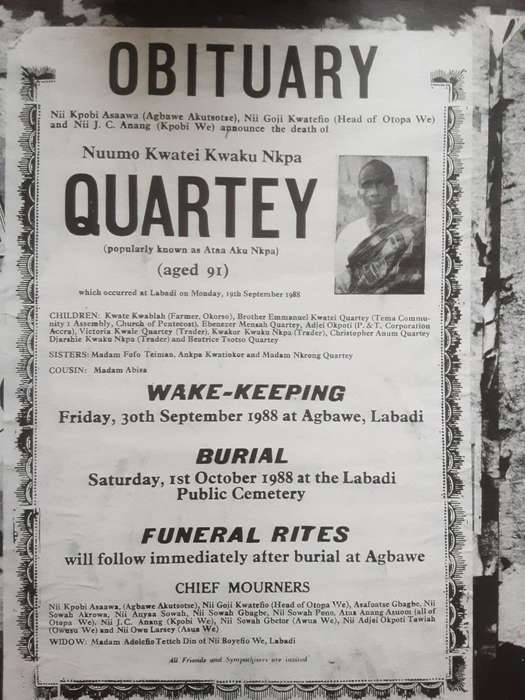 OBITUARY
Nii Kpobi Asaawa (Agbawe Akutsotse), Nii Goji Kwatefio (Head of Otopa We)
and Nii J. C. Anang (Kpobi We) announce the death of
Nuumo Kwatei Kwaku Nkpa
QUARTEY
(popularly known as Ataa Aku Nkpa)
(aged 91)
which occurred at Labadi on Monday, 19th September 1988
CHILDREN: Kwate Kwablah (Farmer, Okorso), Brother Emmanuel Kwatei Quartey (Tema Commu-
nity 1 Assembly, Church of Pentecost), Ebenezer Mensah Quartey, Adjei Okpoti (P. & T. Corporation
Accra), Victoria Kwale Quartey (Trader), Kwakor Kwaku Nkpa (Trader), Christopher Anum Quartey
Djarshie Kwaku Nkpa (Trader) and Beatrice Tsotso Quartey
SISTERS: Madam Fofo Teiman, Ankpa Kwatiokor and Madam Nkrong Quartey
COUSIN: Madam Abisa
WAKE-KEEPING
Friday, 30th September 1988 at Agbawe, Labadi
BURIAL
Saturday, 1st October 1988 at the Labadi
Public Cemetery
FUNERAL RITES
will follow immediately after burial at Agbawe
CHIEF MOURNERS
Nii Kpobi Asaawa, (Agbawe Akutsotse), Nii Goji Kwatefio (Head of Otopa We), Asafoatse Gbagbe, Nii
Sowah Akrowa, Nii Anyaa Sowah, Nii Sowah Gbagbe, Nii Sowah Puno, Ataa Anang Asuom (all of
Otapa We), Nii J. C. Anang (Kpobi We), Nii Sowah Gbetor (Awua We), Nii Adjei Okpoti Tawiah
(Owusu We) and Nii Owu Larsey (Asua We)
WIDOW: Madam Adolefio Tetteh Din of Nii Boyefio We, Labadi
All Friends and Sympathisers are invited